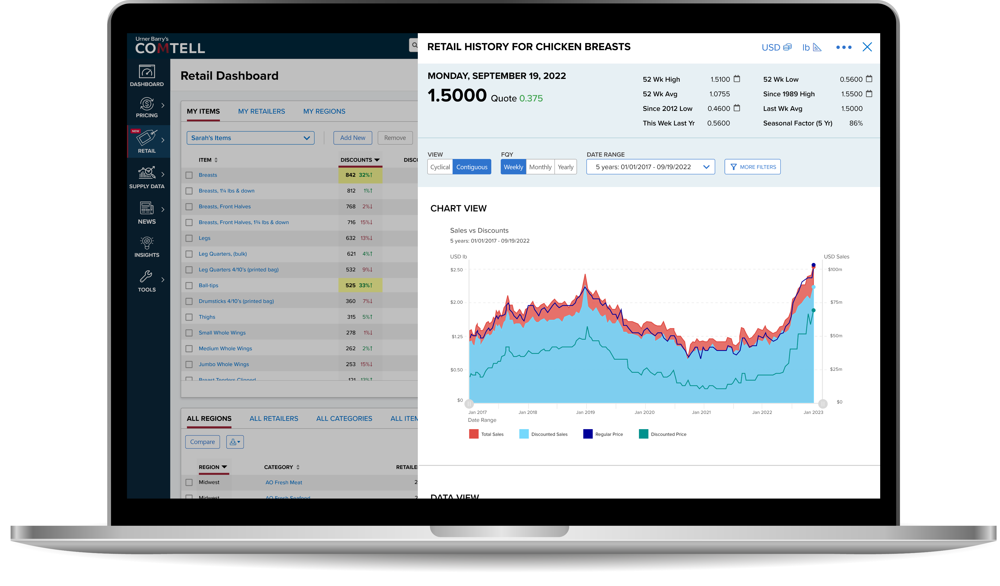 Urner Barry's
COMTELL
DASHBOARD
PRICING
NEW
RETAIL
SUPPLY DATA
NEWS
INSIGHTS
TOOLS
Retail Dashboard
MY ITEMS MY RETAILERS MY REGIONS
Sarah's Items Add New Remove
ITEM DISCOUNTS DISC
Breasts 842 32%↑
Breasts, 1¼ lbs & down 812 1%↑
Breasts, Front Halves 768 2%↓
Breasts, Front Halves, 1¾ lbs & down 716 15%↓
Legs 632 13%↓
Leg Quarters, (bulk) 621 4%↑
Leg Quarters 4/10's (printed bag) 532 9%↓
Ball-tips 525 33%↑
Drumsticks 4/10's (printed bag) 360 7%↓
Thighs 315 5%↑
Small Whole Wings 278 1%↓
Medium Whole Wings 262 2%↑
Jumbo Whole Wings 253 15%↓
Breast Tenders Clipped 121 13%↑
ALL REGIONS ALL RETAILERS ALL CATEGORIES ALL ITEM
Compare
REGION CATEGORY RETAILE
Midwest AO Fresh Meat 2
Midwest AO Fresh Seafood 2
RETAIL HISTORY FOR CHICKEN BREASTS USD lb
MONDAY, SEPTEMBER 19, 2022
1.5000 Quote 0.375
52 Wk High 1.5100 52 Wk Low 0.5600
52 Wk Avg 1.0755 Since 1989 High 1.5500
Since 2012 Low 0.4600 Last Wk Avg 1.5000
This Wek Last Yr 0.5600 Seasonal Factor (5 Yr) 86%
VIEW FQY DATE RANGE
Cyclical Contiguous Weekly Monthly Yearly 5 years: 01/01/2017 - 09/19/2022 MORE FILTERS
CHART VIEW
Sales vs Discounts
5 years: 01/01/2017 - 09/19/2022
USD lb USD Sales
$2.50 $100m
$2.00 $75m
$1.25 $50m
$0.50 $25m
$0 $0
Jan 2017 Jan 2018 Jan 2019 Jan 2020 Jan 2021 Jan 2022 Jan 2023
Date Range
Total Sales Discounted Sales Regular Price Discounted Price
DATA VIEW